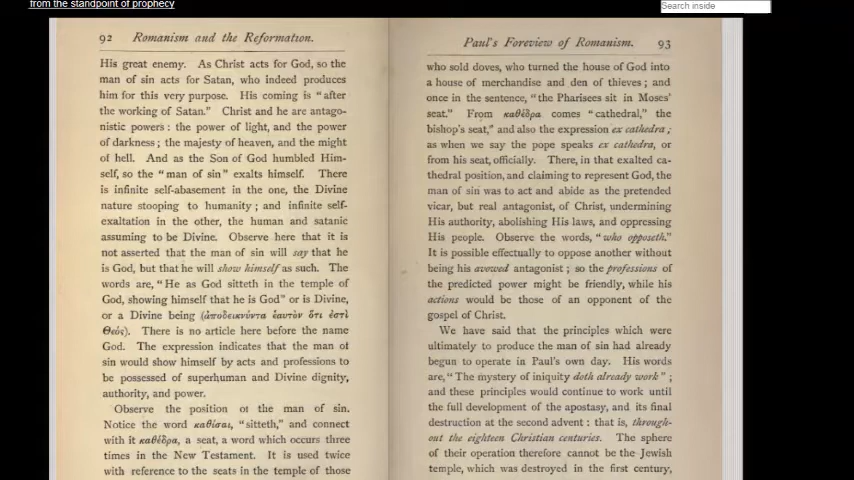 from the standpoint of prophecy
Search inside
92 Romanism and the Reformation.
His great enemy. As Christ acts for God, so the
man of sin acts for Satan, who indeed produces
him for this very purpose. His coming is “after
the working of Satan.” Christ and he are antago-
nistic powers: the power of light, and the power
of darkness; the majesty of heaven, and the might
of hell. And as the Son of God humbled Him-
self, so the “man of sin” exalts himself. There
is infinite self-abasement in the one, the Divine
nature stooping to humanity; and infinite self-
exaltation in the other, the human and satanic
assuming to be Divine. Observe here that it is
not asserted that the man of sin will say that he
is God, but that he will show himself as such. The
words are, “He as God sitteth in the temple of
God, showing himself that he is God” or is Divine,
or a Divine being (ἀποδεικνύντα ἑαυτὸν ὅτι ἐστὶ
Θεός). There is no article here before the name
God. The expression indicates that the man of
sin would show himself by acts and professions to
be possessed of superhuman and Divine dignity,
authority, and power.
Observe the position of the man of sin.
Notice the word καθίσαι, “sitteth,” and connect
with it καθέδρα, a seat, a word which occurs three
times in the New Testament. It is used twice
with reference to the seats in the temple of those
Paul's Foreview of Romanism. 93
who sold doves, who turned the house of God into
a house of merchandise and den of thieves; and
once in the sentence, “the Pharisees sit in Moses'
seat.” From καθέδρα comes “cathedral,” the
bishop's seat,” and also the expression ex cathedra;
as when we say the pope speaks ex cathedra, or
from his seat, officially. There, in that exalted ca-
thedral position, and claiming to represent God, the
man of sin was to act and abide as the pretended
vicar, but real antagonist, of Christ, undermining
His authority, abolishing His laws, and oppressing
His people. Observe the words, “who opposeth.”
It is possible effectually to oppose another without
being his avowed antagonist; so the professions of
the predicted power might be friendly, while his
actions would be those of an opponent of the
gospel of Christ.
We have said that the principles which were
ultimately to produce the man of sin had already
begun to operate in Paul's own day. His words
are, “The mystery of iniquity doth already work”;
and these principles would continue to work until
the full development of the apostasy, and its final
destruction at the second advent: that is, through-
out the eighteen Christian centuries. The sphere
of their operation therefore cannot be the Jewish
temple, which was destroyed in the first century,